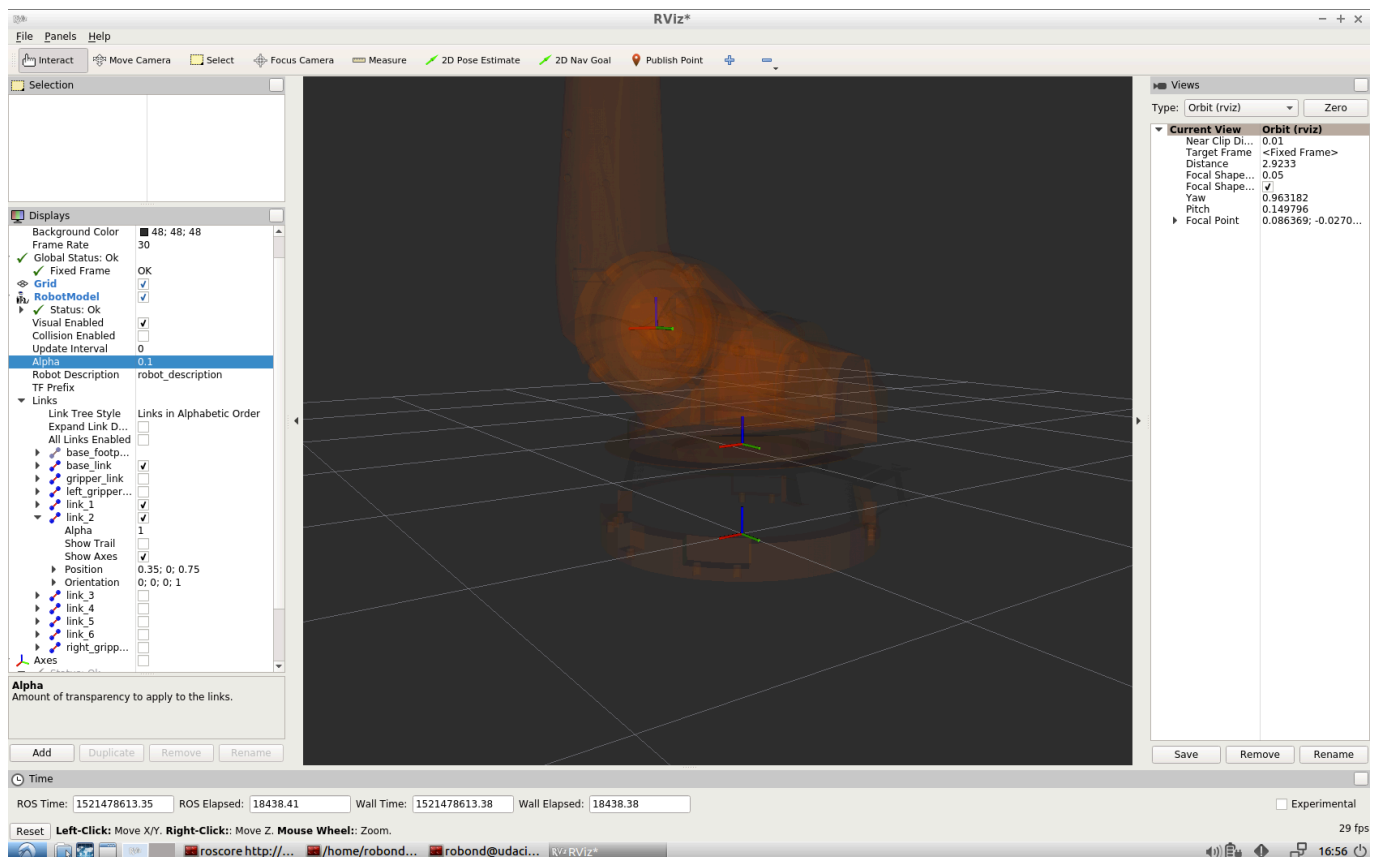 RViz*
File Panels Help
Interact Move Camera Select Focus Camera Measure 2D Pose Estimate 2D Nav Goal Publish Point
Selection
Displays
Background Color 48; 48; 48
Frame Rate 30
Global Status: Ok
Fixed Frame OK
Grid
RobotModel
Status: Ok
Visual Enabled
Collision Enabled
Update Interval 0
Alpha 0.1
Robot Description robot_description
TF Prefix
Links
Link Tree Style Links in Alphabetic Order
Expand Link D...
All Links Enabled
base_footp...
base_link
gripper_link
left_gripper...
link_1
link_2
Alpha 1
Show Trail
Show Axes
Position 0.35; 0; 0.75
Orientation 0; 0; 0; 1
link_3
link_4
link_5
link_6
right_gripp...
Axes
Alpha
Amount of transparency to apply to the links.
Add Duplicate Remove Rename
Views
Type: Orbit (rviz) Zero
Current View Orbit (rviz)
Near Clip Di... 0.01
Target Frame <Fixed Frame>
Distance 2.9233
Focal Shape... 0.05
Focal Shape...
Yaw 0.963182
Pitch 0.149796
Focal Point 0.086369; -0.0270...
Save Remove Rename
Time
ROS Time: 1521478613.35 ROS Elapsed: 18438.41 Wall Time: 1521478613.38 Wall Elapsed: 18438.38 Experimental
Reset Left-Click: Move X/Y. Right-Click:: Move Z. Mouse Wheel:: Zoom. 29 fps
roscore http://... /home/robond... robond@udaci... RViz* 16:56